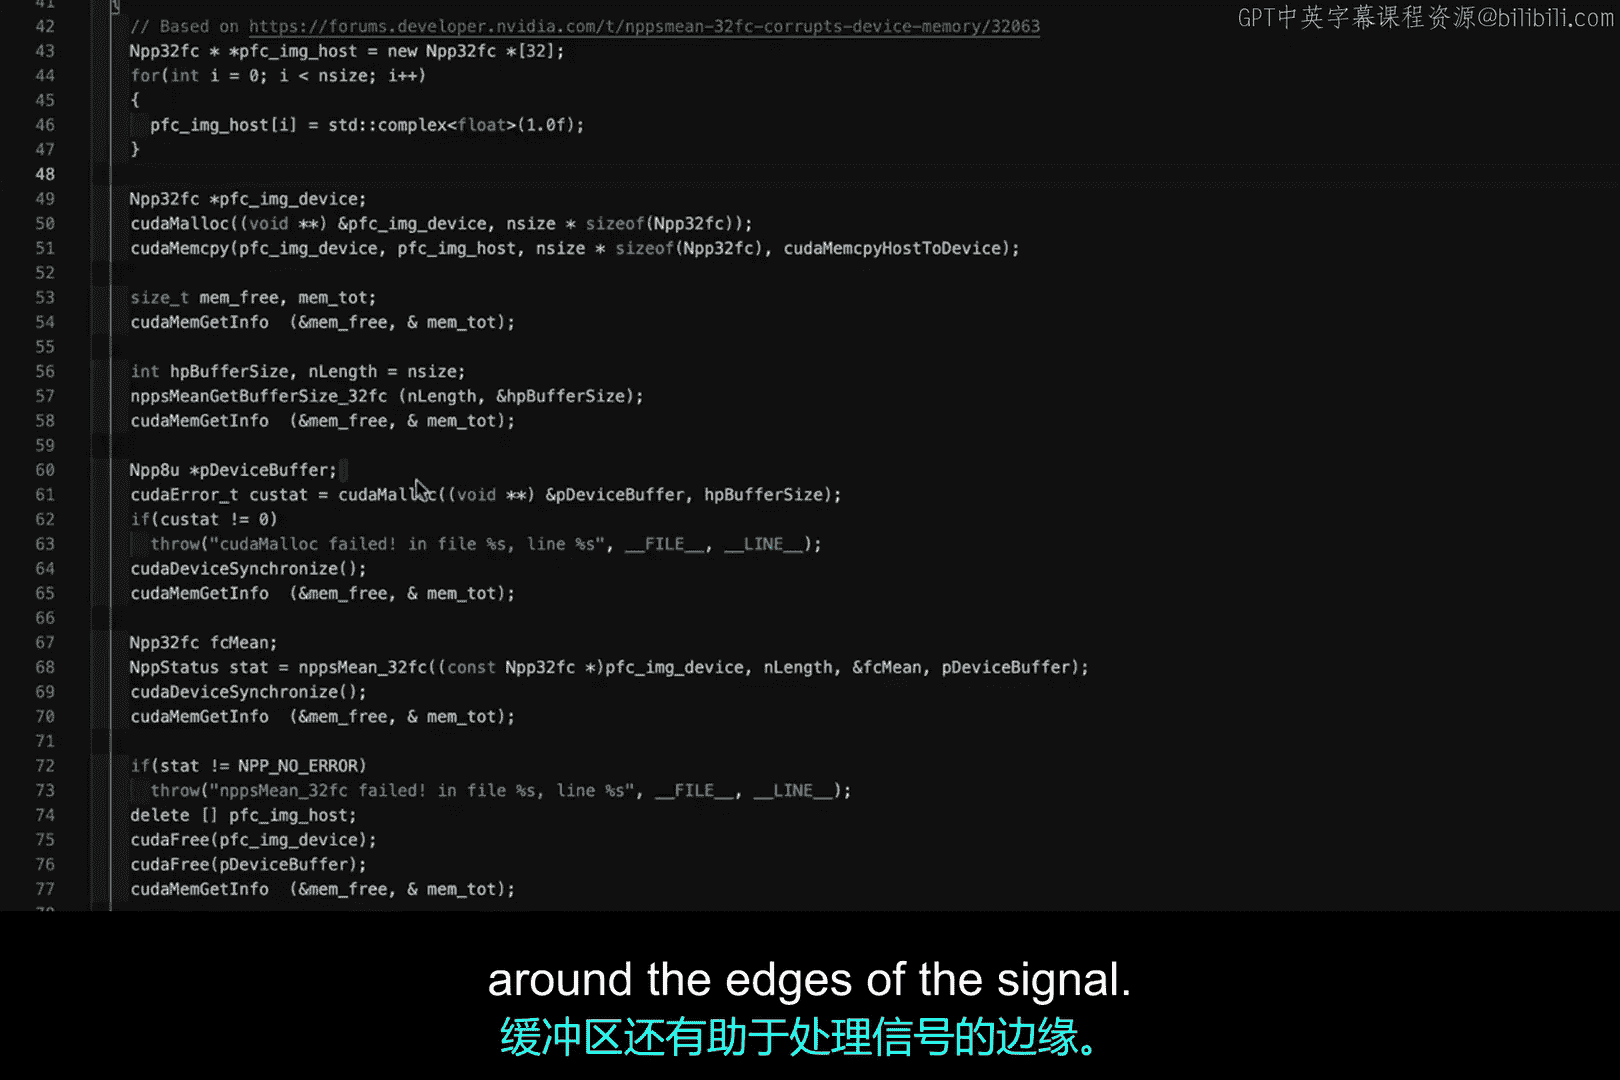 GPT中英字幕课程资源@bilibili.com
41 {
42 // Based on https://forums.developer.nvidia.com/t/nppsmean-32fc-corrupts-device-memory/32063
43 Npp32fc * *pfc_img_host = new Npp32fc *[32];
44 for(int i = 0; i < nsize; i++)
45 {
46 pfc_img_host[i] = std::complex<float>(1.0f);
47 }
48
49 Npp32fc *pfc_img_device;
50 cudaMalloc((void **) &pfc_img_device, nsize * sizeof(Npp32fc));
51 cudaMemcpy(pfc_img_device, pfc_img_host, nsize * sizeof(Npp32fc), cudaMemcpyHostToDevice);
52
53 size_t mem_free, mem_tot;
54 cudaMemGetInfo  (&mem_free, & mem_tot);
55
56 int hpBufferSize, nLength = nsize;
57 nppsMeanGetBufferSize_32fc (nLength, &hpBufferSize);
58 cudaMemGetInfo  (&mem_free, & mem_tot);
59
60 Npp8u *pDeviceBuffer;
61 cudaError_t custat = cudaMalloc((void **) &pDeviceBuffer, hpBufferSize);
62 if(custat != 0)
63 throw("cudaMalloc failed! in file %s, line %s", __FILE__, __LINE__);
64 cudaDeviceSynchronize();
65 cudaMemGetInfo  (&mem_free, & mem_tot);
66
67 Npp32fc fcMean;
68 NppStatus stat = nppsMean_32fc((const Npp32fc *)pfc_img_device, nLength, &fcMean, pDeviceBuffer);
69 cudaDeviceSynchronize();
70 cudaMemGetInfo  (&mem_free, & mem_tot);
71
72 if(stat != NPP_NO_ERROR)
73 throw("nppsMean_32fc failed! in file %s, line %s", __FILE__, __LINE__);
74 delete [] pfc_img_host;
75 cudaFree(pfc_img_device);
76 cudaFree(pDeviceBuffer);
77 cudaMemGetInfo  (&mem_free, & mem_tot);
around the edges of the signal.
缓冲区还有助于处理信号的边缘。